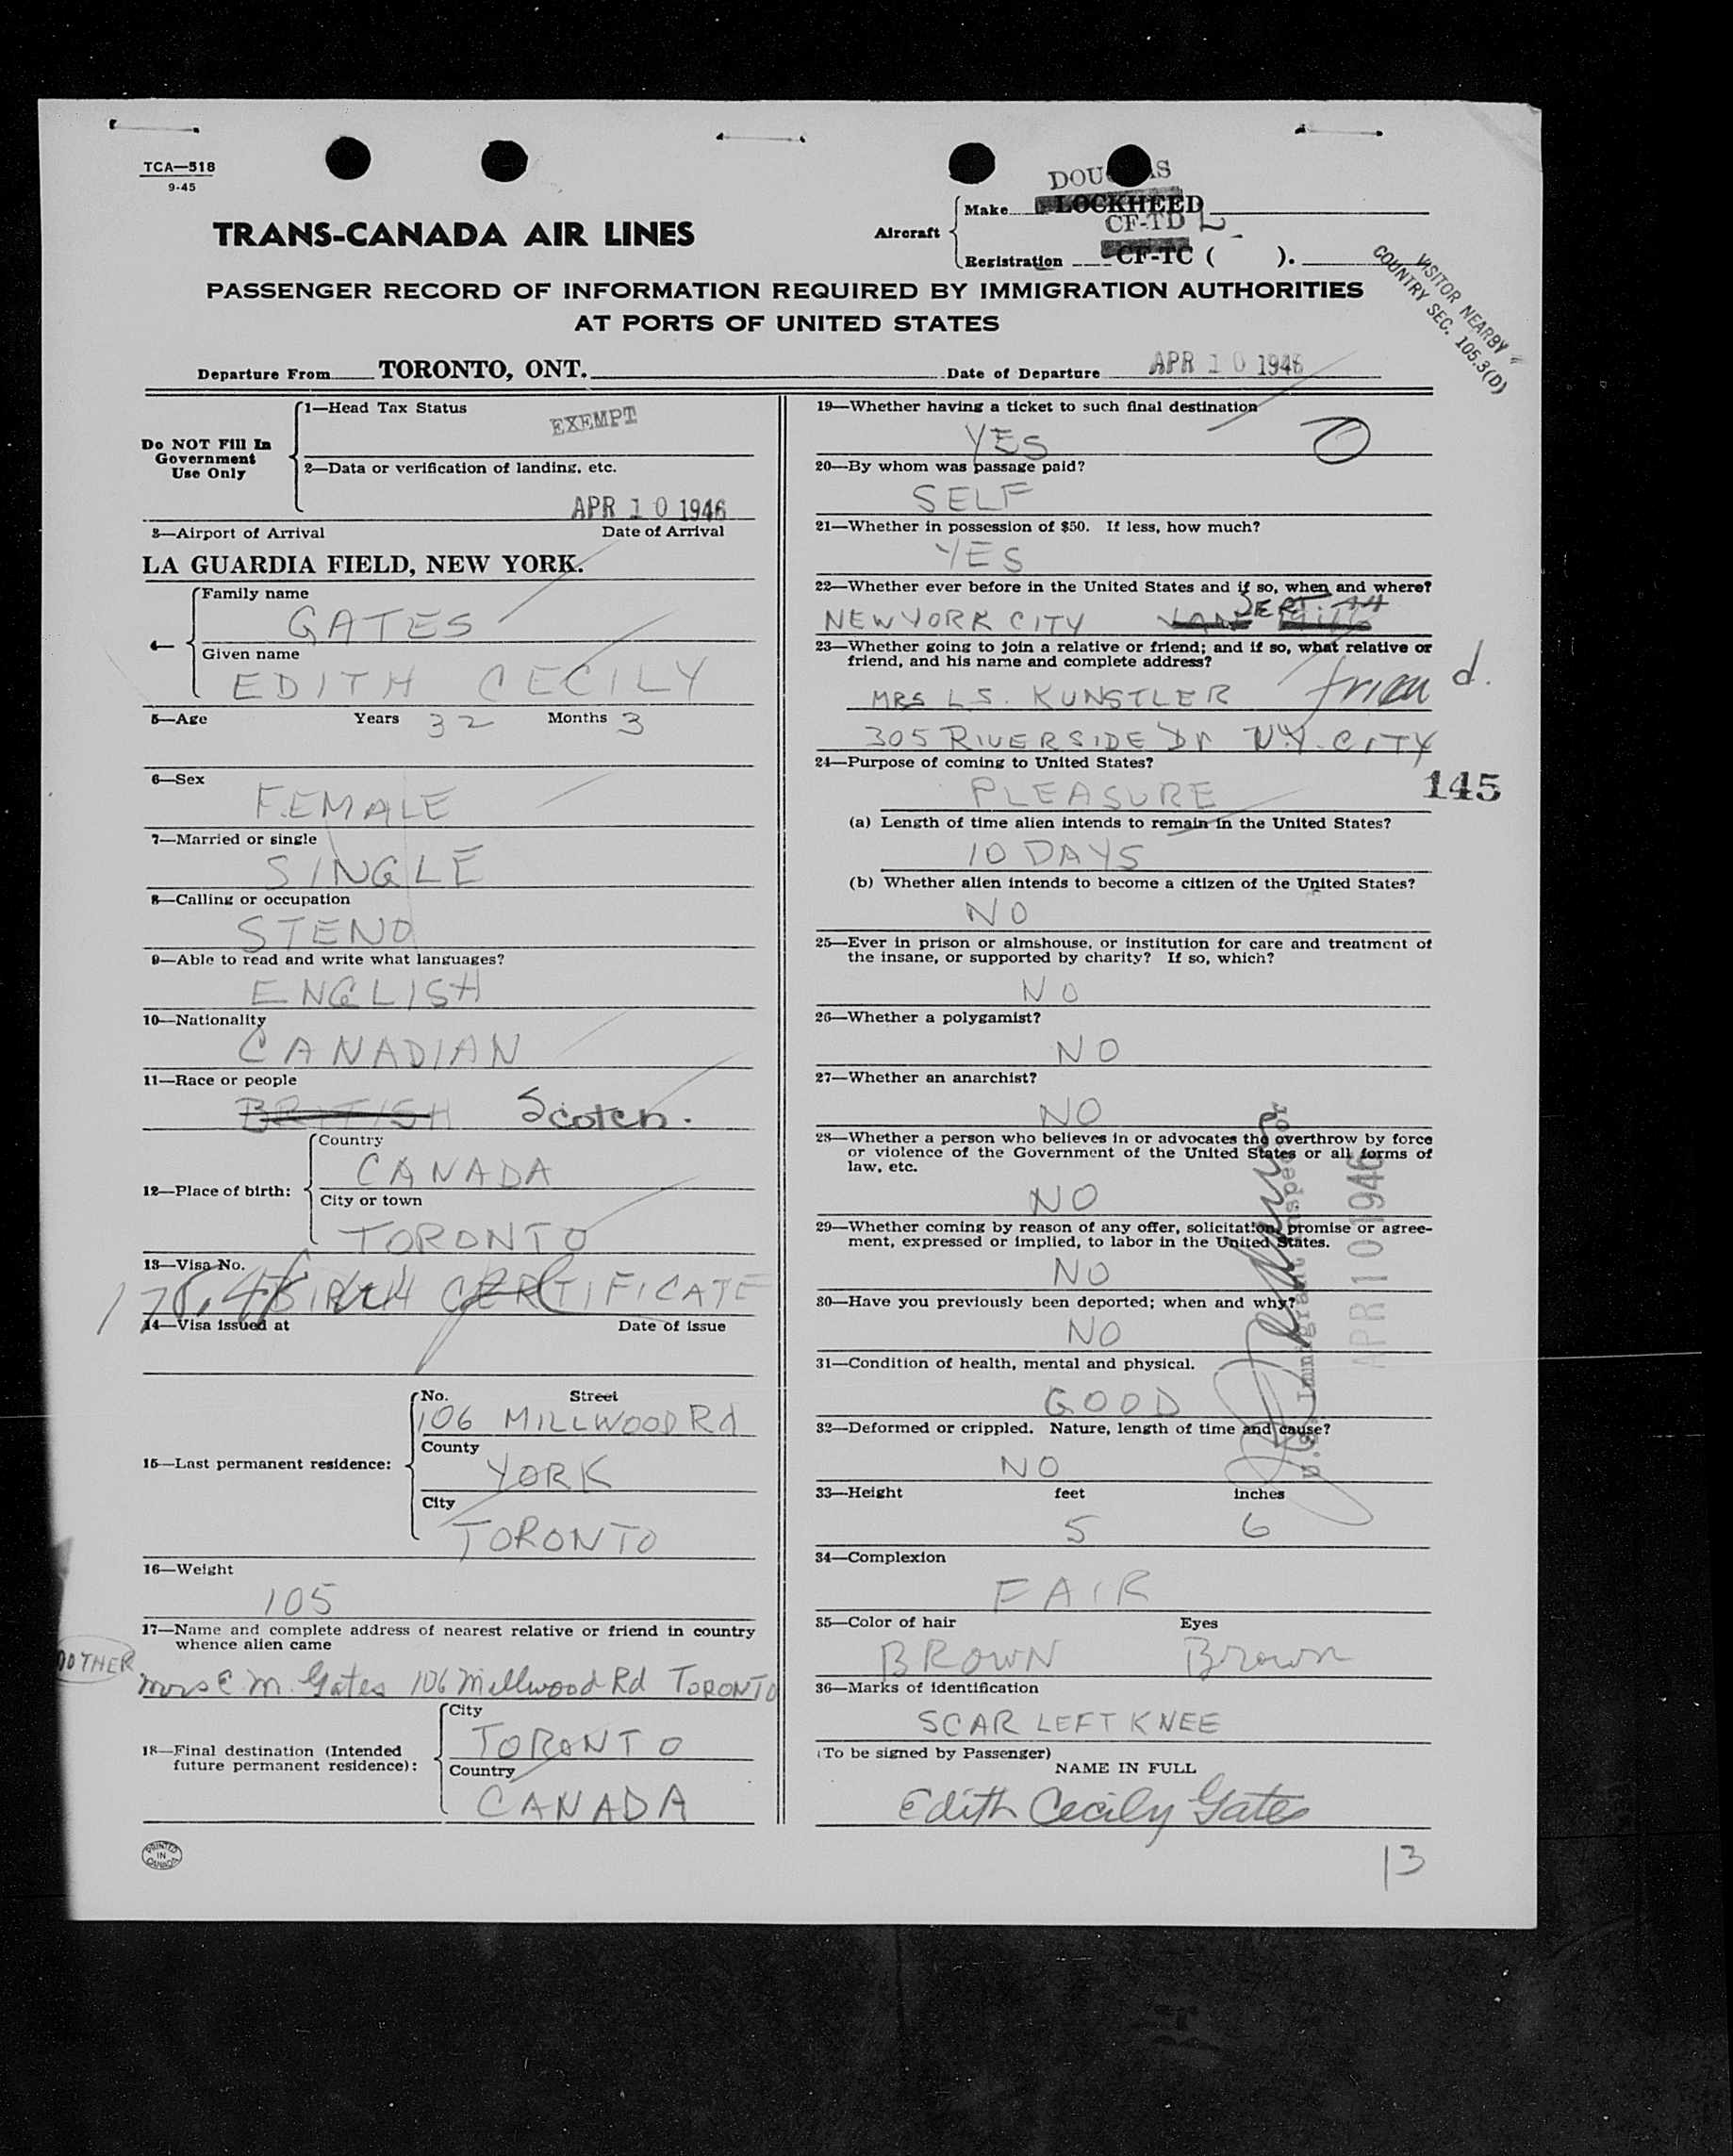 TCA—518
9-45
DOUGLAS
Aircraft
Make LOCKHEED
CF-TD L
Registration CF-TC ( ).
TRANS-CANADA AIR LINES
VISITOR NEARBY
COUNTRY SEC. 105.3(D)
PASSENGER RECORD OF INFORMATION REQUIRED BY IMMIGRATION AUTHORITIES
AT PORTS OF UNITED STATES
Departure From TORONTO, ONT. Date of Departure APR 10 1946
Do NOT Fill In
Government
Use Only
1—Head Tax Status
EXEMPT
2—Data or verification of landing, etc.
APR 10 1946
3—Airport of Arrival Date of Arrival
LA GUARDIA FIELD, NEW YORK.
4—
Family name
GATES
Given name
EDITH CECILY
5—Age Years 32 Months 3
6—Sex
FEMALE
7—Married or single
SINGLE
8—Calling or occupation
STENO
9—Able to read and write what languages?
ENGLISH
10—Nationality
CANADIAN
11—Race or people
BRITISH Scotch.
12—Place of birth:
Country
CANADA
City or town
TORONTO
13—Visa No.
BIRTH CERTIFICATE
14—Visa issued at Date of issue
15—Last permanent residence:
No. Street
106 MILLWOOD Rd
County
YORK
City
TORONTO
16—Weight
105
17—Name and complete address of nearest relative or friend in country
whence alien came
MOTHER
Mrs E. M. Gates 106 Millwood Rd TORONTO
18—Final destination (Intended
future permanent residence):
City
TORONTO
Country
CANADA
PRINTED
IN
CANADA
19—Whether having a ticket to such final destination
YES
20—By whom was passage paid?
SELF
21—Whether in possession of $50. If less, how much?
YES
22—Whether ever before in the United States and if so, when and where?
NEW YORK CITY
23—Whether going to join a relative or friend; and if so, what relative or
friend, and his name and complete address?
MRS L.S. KUNSTLER friend.
305 RIVERSIDE Dr N.Y. CITY
24—Purpose of coming to United States?
PLEASURE
145
(a) Length of time alien intends to remain in the United States?
10 DAYS
(b) Whether alien intends to become a citizen of the United States?
NO
25—Ever in prison or almshouse, or institution for care and treatment of
the insane, or supported by charity? If so, which?
NO
26—Whether a polygamist?
NO
27—Whether an anarchist?
NO
28—Whether a person who believes in or advocates the overthrow by force
or violence of the Government of the United States or all forms of
law, etc.
NO
29—Whether coming by reason of any offer, solicitation, promise or agree-
ment, expressed or implied, to labor in the United States.
NO
30—Have you previously been deported; when and why?
NO
U.S. Immigrant Inspector
APR 10 1946
31—Condition of health, mental and physical.
GOOD
32—Deformed or crippled. Nature, length of time and cause?
NO
33—Height feet inches
5 6
34—Complexion
FAIR
35—Color of hair Eyes
BROWN Brown
36—Marks of identification
SCAR LEFT KNEE
(To be signed by Passenger)
NAME IN FULL
Edith Cecily Gates
13